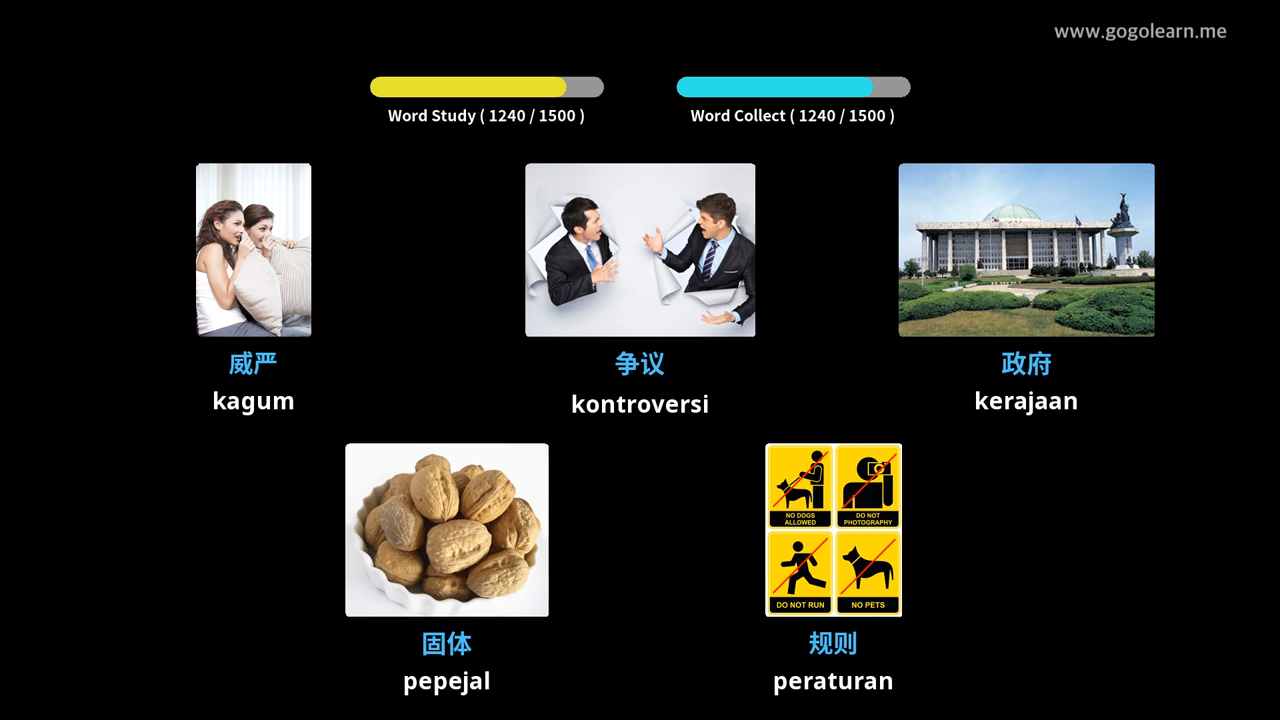 www.gogolearn.me
Word Study ( 1240 / 1500 )
Word Collect ( 1240 / 1500 )
威严
kagum
争议
kontroversi
政府
kerajaan
NO DOGS
ALLOWED
DO NOT
PHOTOGRAPHY
DO NOT RUN
NO PETS
固体
pepejal
规则
peraturan